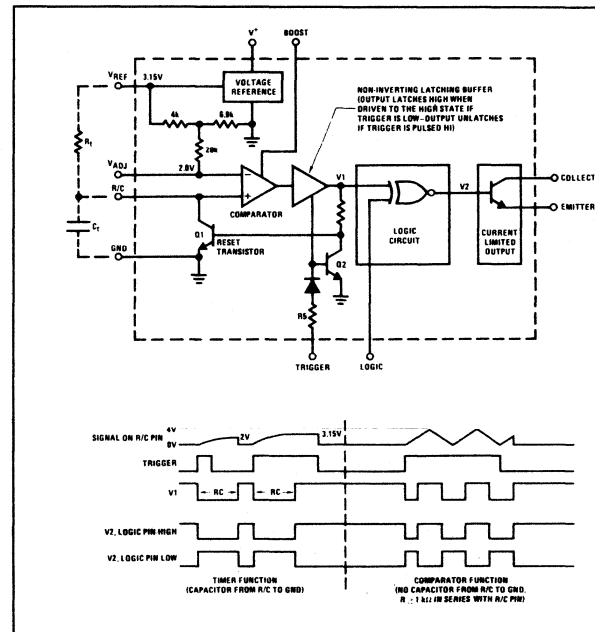 V+
BOOST
VREF
3.15V
VOLTAGE
REFERENCE
4k
6.9k
20k
Rt
VADJ
2.0V
R/C
Ct
GND
Q1
RESET
TRANSISTOR
COMPARATOR
NON-INVERTING LATCHING BUFFER
(OUTPUT LATCHES HIGH WHEN
DRIVEN TO THE HIGH STATE IF
TRIGGER IS LOW-OUTPUT UNLATCHES
IF TRIGGER IS PULSED HI)
V1
Q2
R5
LOGIC
CIRCUIT
V2
CURRENT
LIMITED
OUTPUT
COLLECT
EMITTER
TRIGGER
LOGIC
SIGNAL ON R/C PIN
4V
0V
2V
3.15V
TRIGGER
V1
RC
RC
V2, LOGIC PIN HIGH
V2, LOGIC PIN LOW
TIMER FUNCTION
(CAPACITOR FROM R/C TO GND)
COMPARATOR FUNCTION
(NO CAPACITOR FROM R/C TO GND,
1 kΩ IN SERIES WITH R/C PIN)